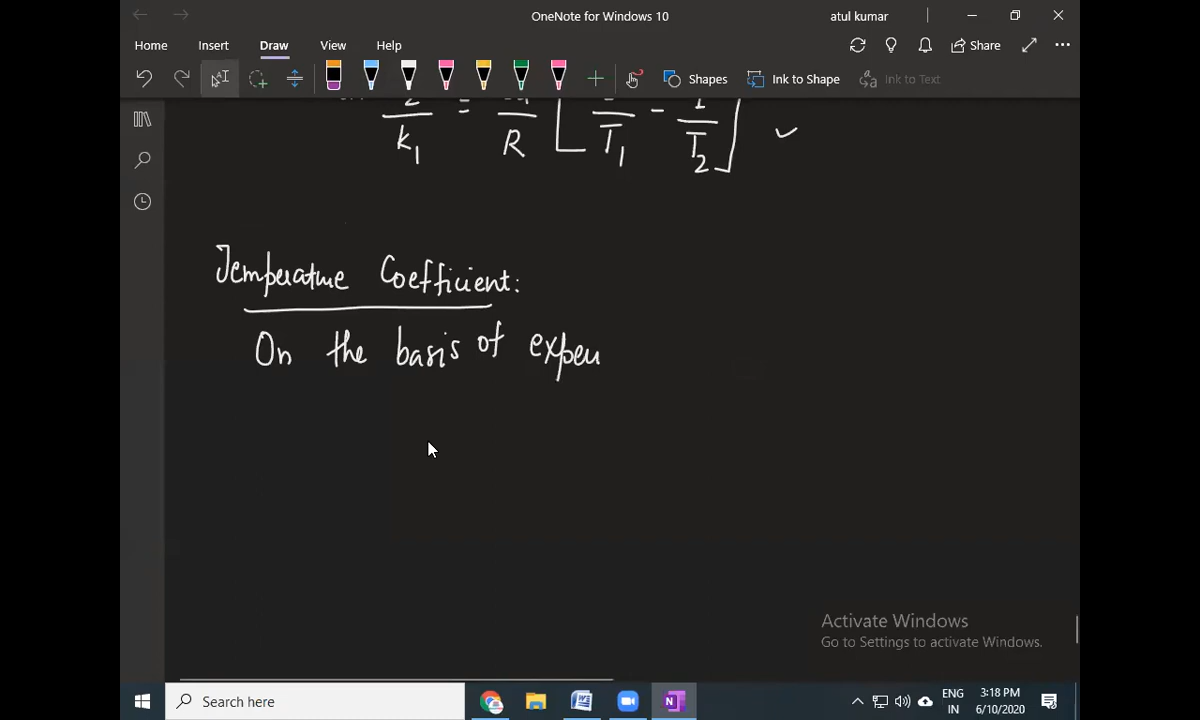 OneNote for Windows 10
atul kumar
Home Insert Draw View Help
Share
Shapes Ink to Shape Ink to Text
k1 = R [ T1 - T2 ]
Temperature Coefficient:
On the basis of expeu
Activate Windows
Go to Settings to activate Windows.
Search here
ENG
IN
3:18 PM
6/10/2020